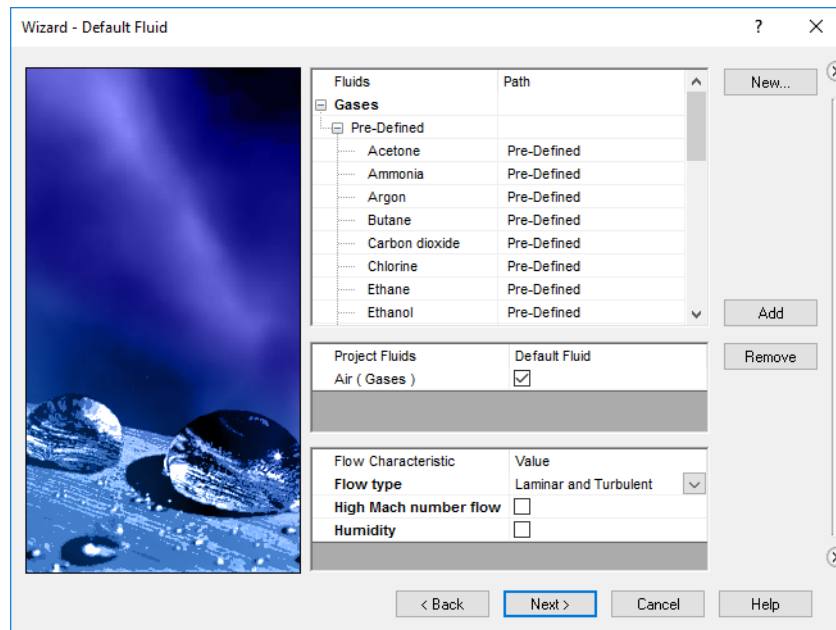 Wizard - Default Fluid ? X
Fluids Path
Gases
Pre-Defined
Acetone Pre-Defined
Ammonia Pre-Defined
Argon Pre-Defined
Butane Pre-Defined
Carbon dioxide Pre-Defined
Chlorine Pre-Defined
Ethane Pre-Defined
Ethanol Pre-Defined
New...
Add
Remove
Project Fluids Default Fluid
Air ( Gases )
Flow Characteristic Value
Flow type Laminar and Turbulent
High Mach number flow
Humidity
< Back Next > Cancel Help